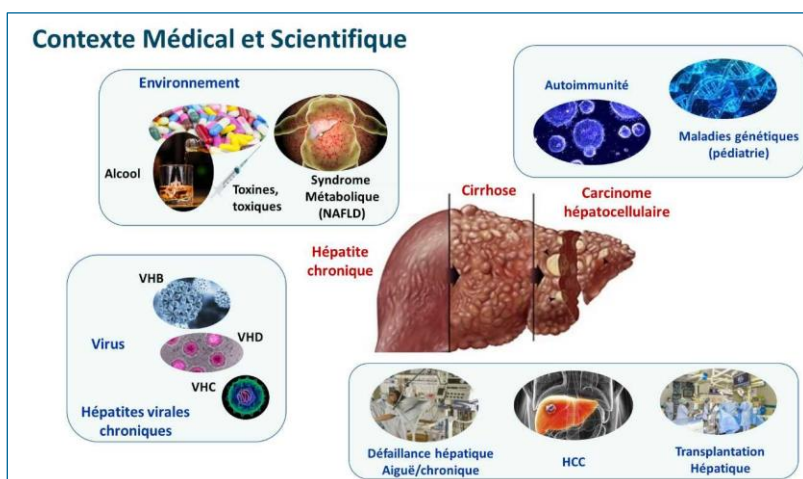 Contexte Médical et Scientifique
Environnement
Alcool
Toxines,
toxiques
Syndrome
Métabolique
(NAFLD)
Autoimmunité
Maladies génétiques
(pédiatrie)
Hépatite
chronique
Cirrhose
Carcinome
hépatocellulaire
VHB
Virus
VHD
VHC
Hépatites virales
chroniques
Défaillance hépatique
Aiguë/chronique
HCC
Transplantation
Hépatique